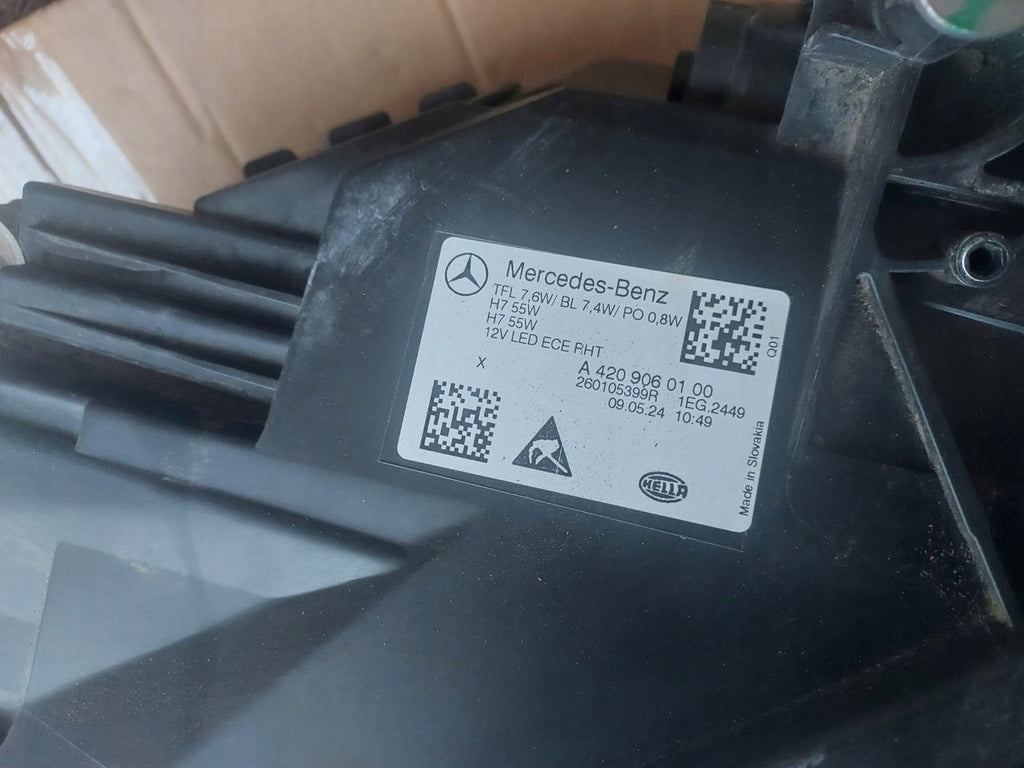 Mercedes-Benz
TFL 7,6W/ BL 7,4W/ PO 0,8W
H7 55W
H7 55W
12V LED ECE RHT
Q01
X
A 420 906 01 00
260105399R 1EG.2449
09.05.24 10:49
HELLA
Made in Slovakia